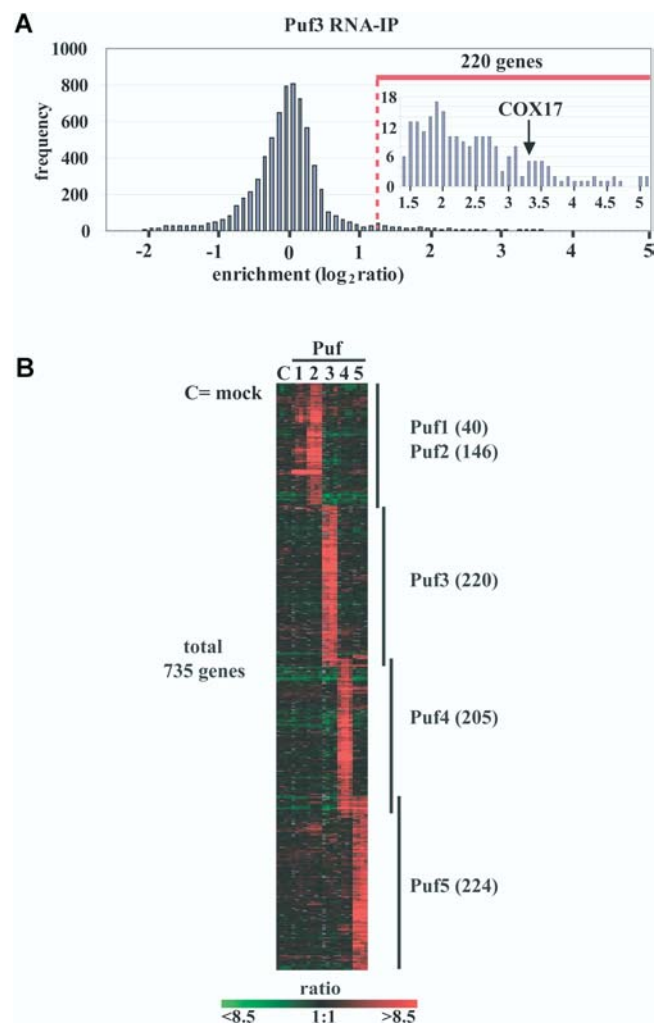 A
Puf3 RNA-IP
1000
800
600
400
200
0
frequency
-2 -1 0 1 2 3 4 5
enrichment (log2 ratio)
220 genes
COX17
18
12
6
0
1.5 2 2.5 3 3.5 4 4.5 5
B
Puf
C 1 2 3 4 5
C= mock
Puf1 (40)
Puf2 (146)
Puf3 (220)
total
735 genes
Puf4 (205)
Puf5 (224)
ratio
<8.5 1:1 >8.5